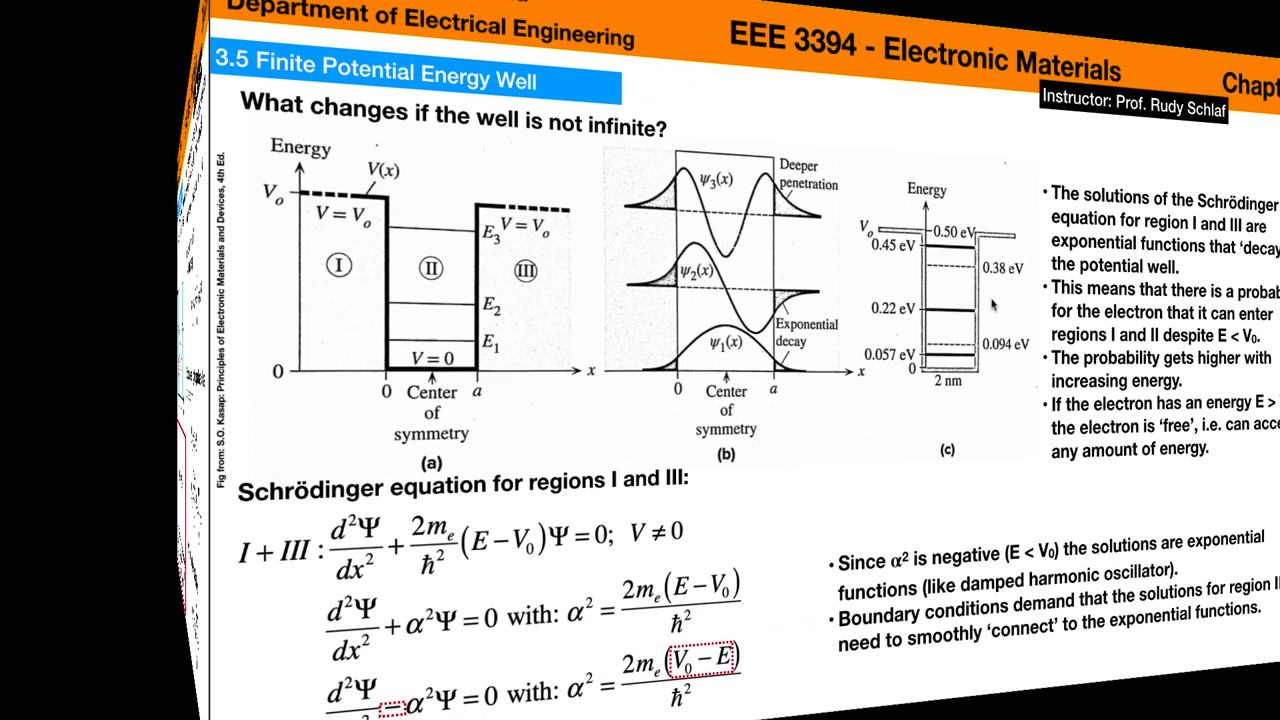 Department of Electrical Engineering
EEE 3394 - Electronic Materials
Chapt
Instructor: Prof. Rudy Schlaf
3.5 Finite Potential Energy Well
What changes if the well is not infinite?
Fig from: S.O. Kasap: Principles of Electronic Materials and Devices, 4th Ed.
Energy
V(x)
Vₒ
V = Vₒ
V = Vₒ
E₃
I
II
III
E₂
E₁
V = 0
0
x
0 Center a
of
symmetry
(a)
Deeper
penetration
ψ₃(x)
ψ₂(x)
Exponential
decay
ψ₁(x)
x
0 Center a
of
symmetry
(b)
Energy
Vₒ
0.50 eV
0.45 eV
0.38 eV
0.22 eV
0.094 eV
0.057 eV
0
2 nm
(c)
• The solutions of the Schrödinger
equation for region I and III are
exponential functions that ‘decay
the potential well.
• This means that there is a probab
for the electron that it can enter
regions I and II despite E < V₀.
• The probability gets higher with
increasing energy.
• If the electron has an energy E >
the electron is ‘free’, i.e. can acce
any amount of energy.
Schrödinger equation for regions I and III:
I + III : d²Ψ/dx² + 2mₑ/ħ² (E − V₀)Ψ = 0; V ≠ 0
d²Ψ/dx² + α²Ψ = 0 with: α² = 2mₑ(E − V₀)/ħ²
d²Ψ − α²Ψ = 0 with: α² = 2mₑ(V₀ − E)/ħ²
• Since α² is negative (E < V₀) the solutions are exponential
functions (like damped harmonic oscillator).
• Boundary conditions demand that the solutions for region II
need to smoothly ‘connect’ to the exponential functions.